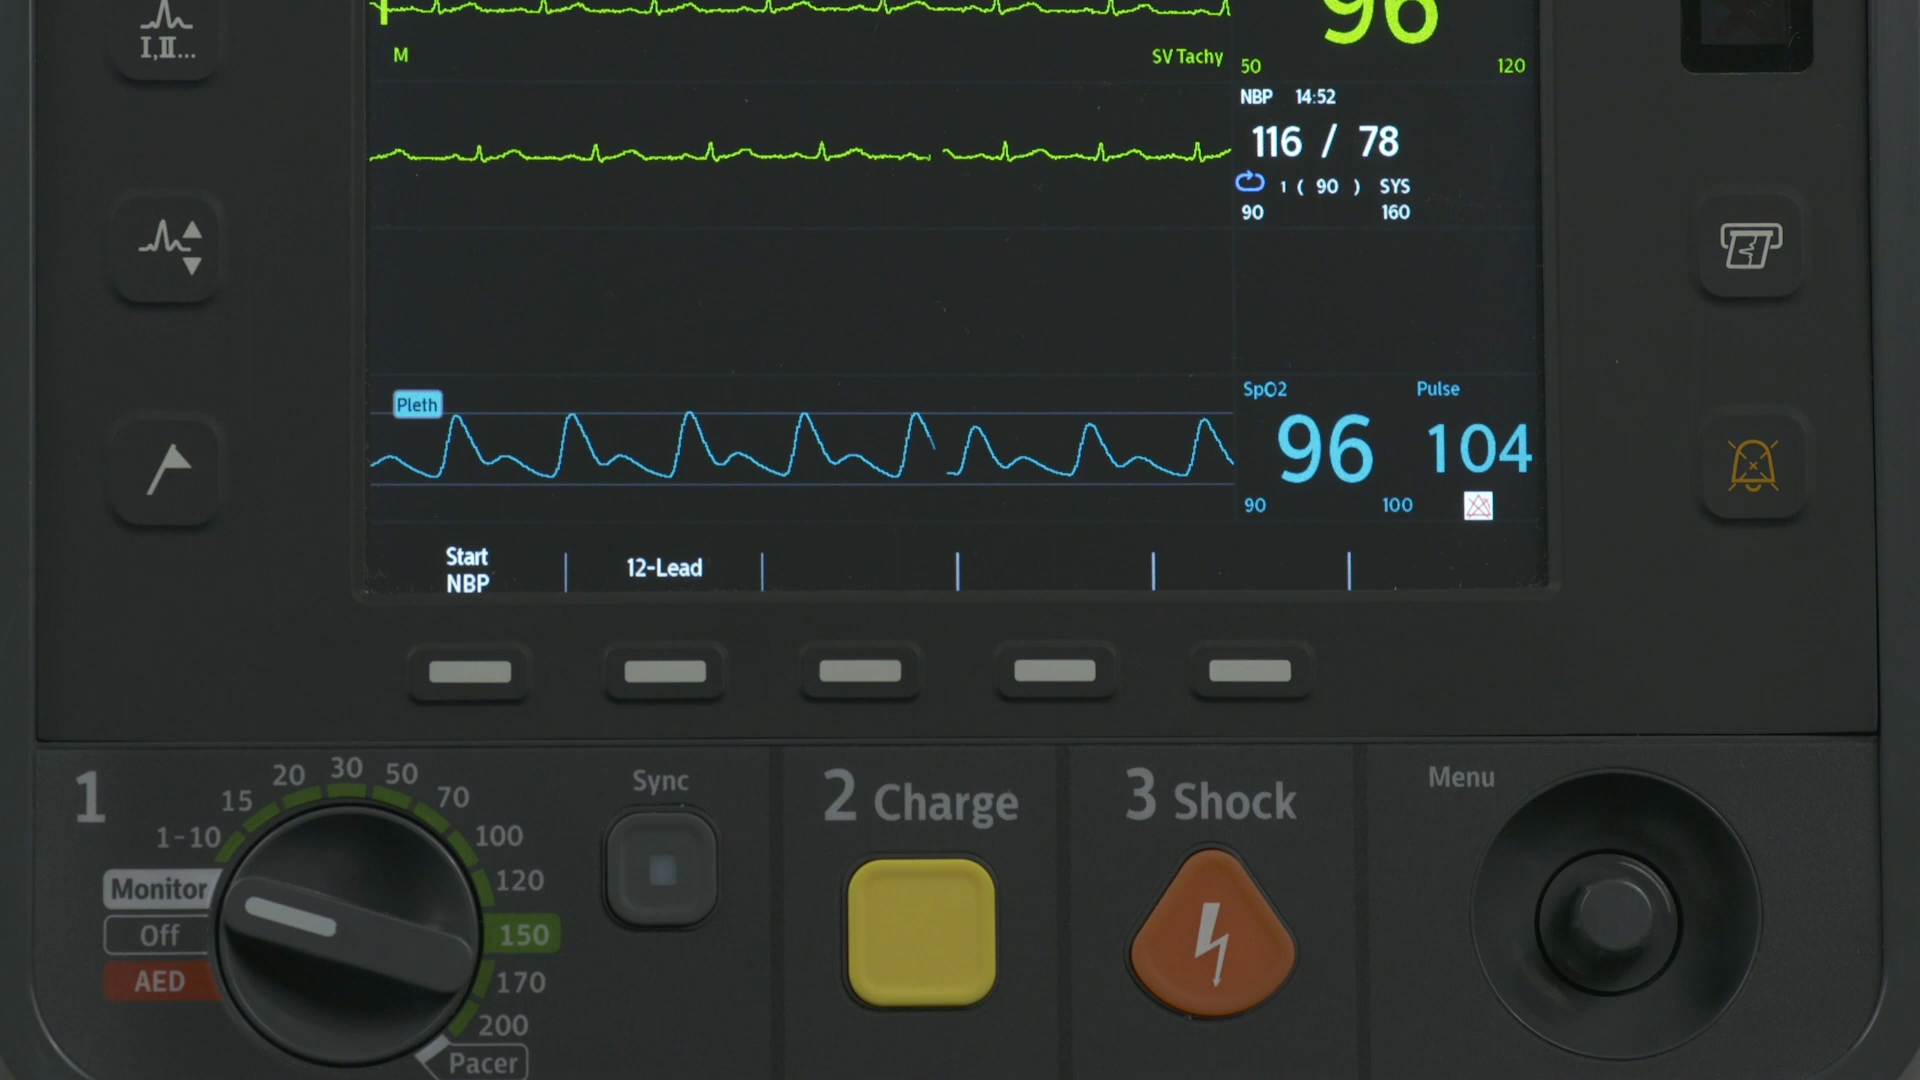 I,II...
96
M
SV Tachy
50
120
NBP 14:52
116 / 78
1 ( 90 ) SYS
90
160
Pleth
SpO2
Pulse
96
104
90
100
Start
NBP
12-Lead
1
1-10
15
20
30
50
70
100
120
150
170
200
Pacer
Monitor
Off
AED
Sync
2 Charge
3 Shock
Menu